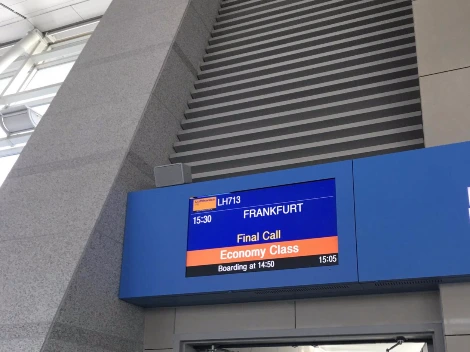 LH713
15:30 FRANKFURT
Final Call
Economy Class
Boarding at 14:50 15:05